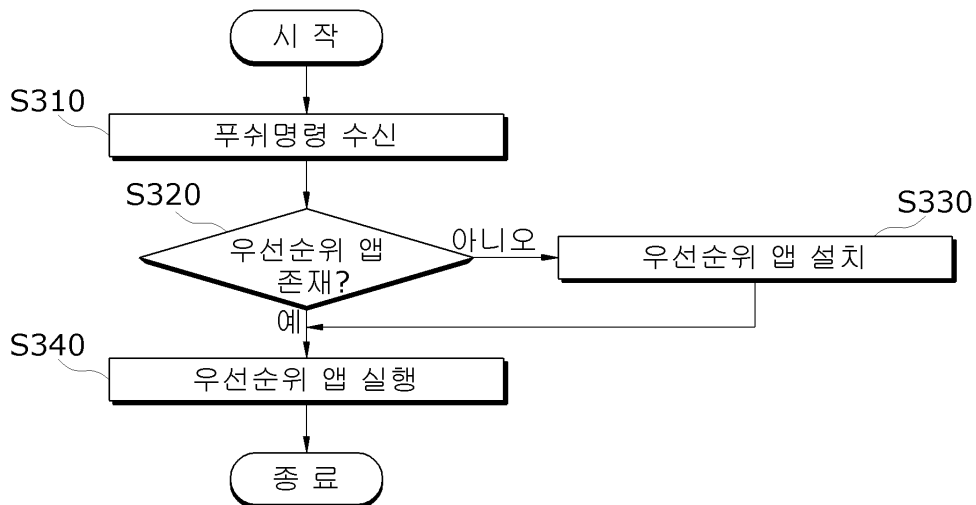 시 작
S310
푸쉬명령 수신
S320
우선순위 앱
존재?
아니오
S330
우선순위 앱 설치
예
S340
우선순위 앱 실행
종 료